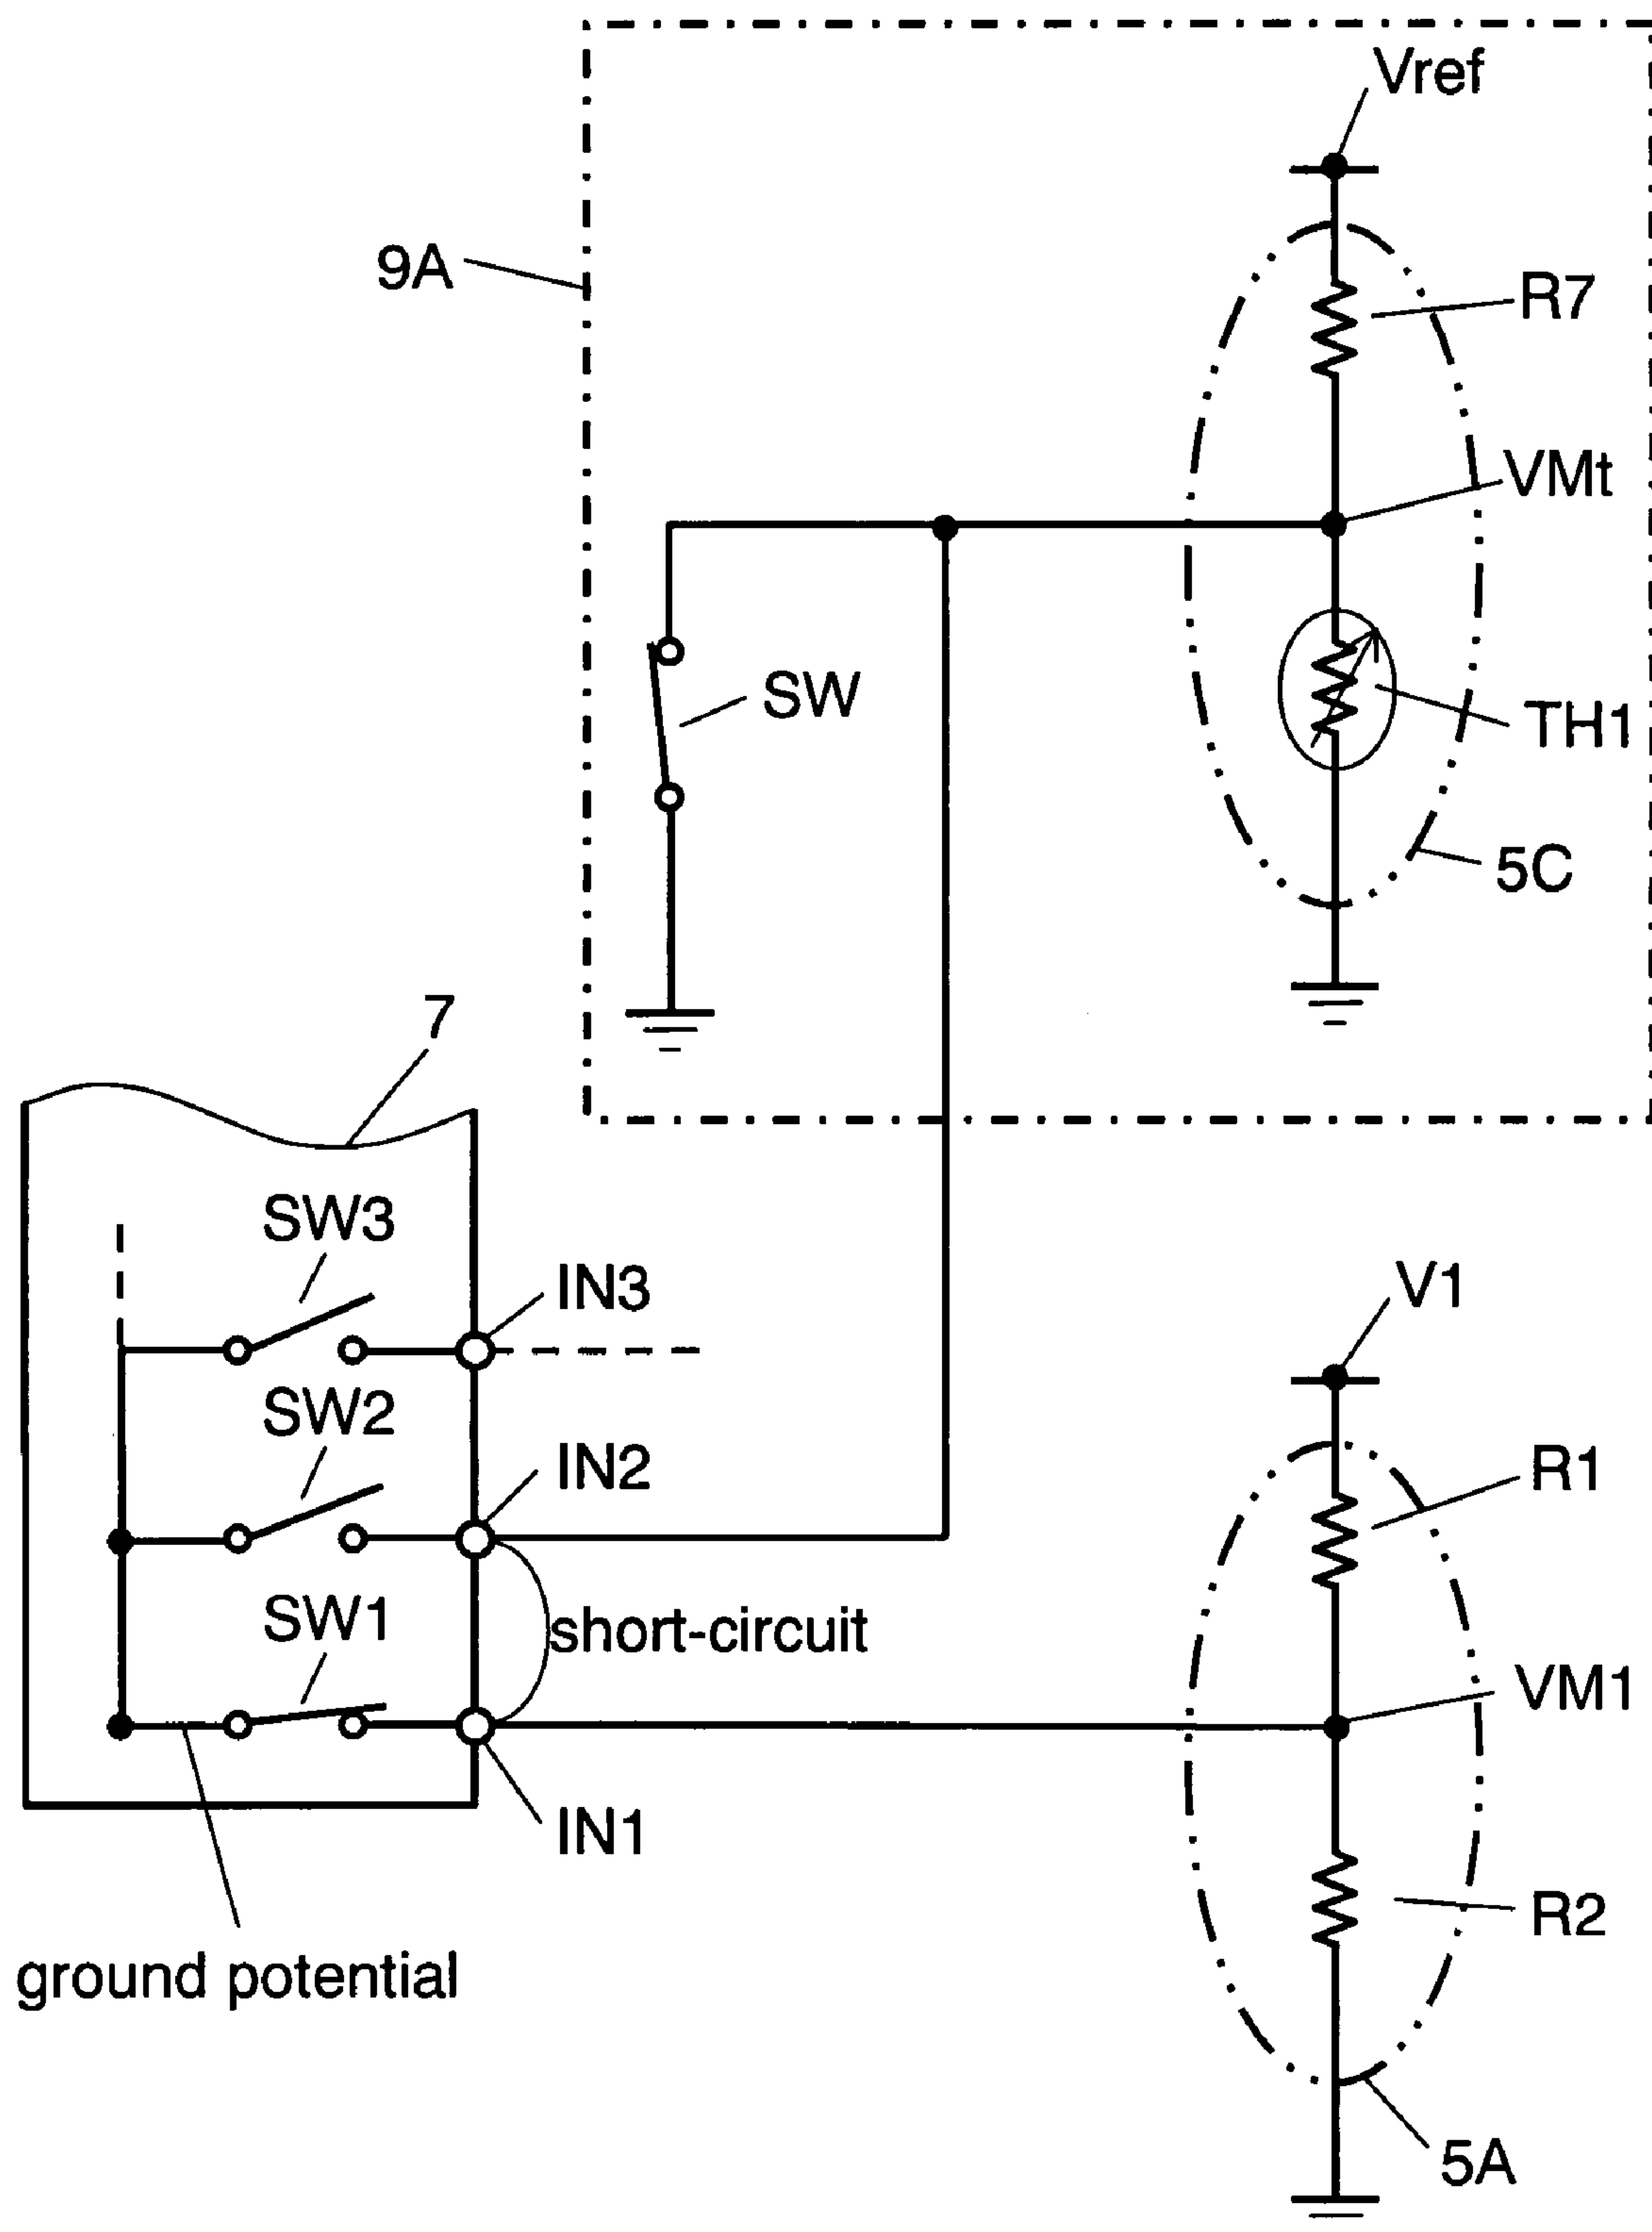 Vref
9A
R7
VMt
SW
TH1
5C
7
SW3
IN3
V1
SW2
IN2
R1
SW1
short-circuit
VM1
IN1
R2
ground potential
5A